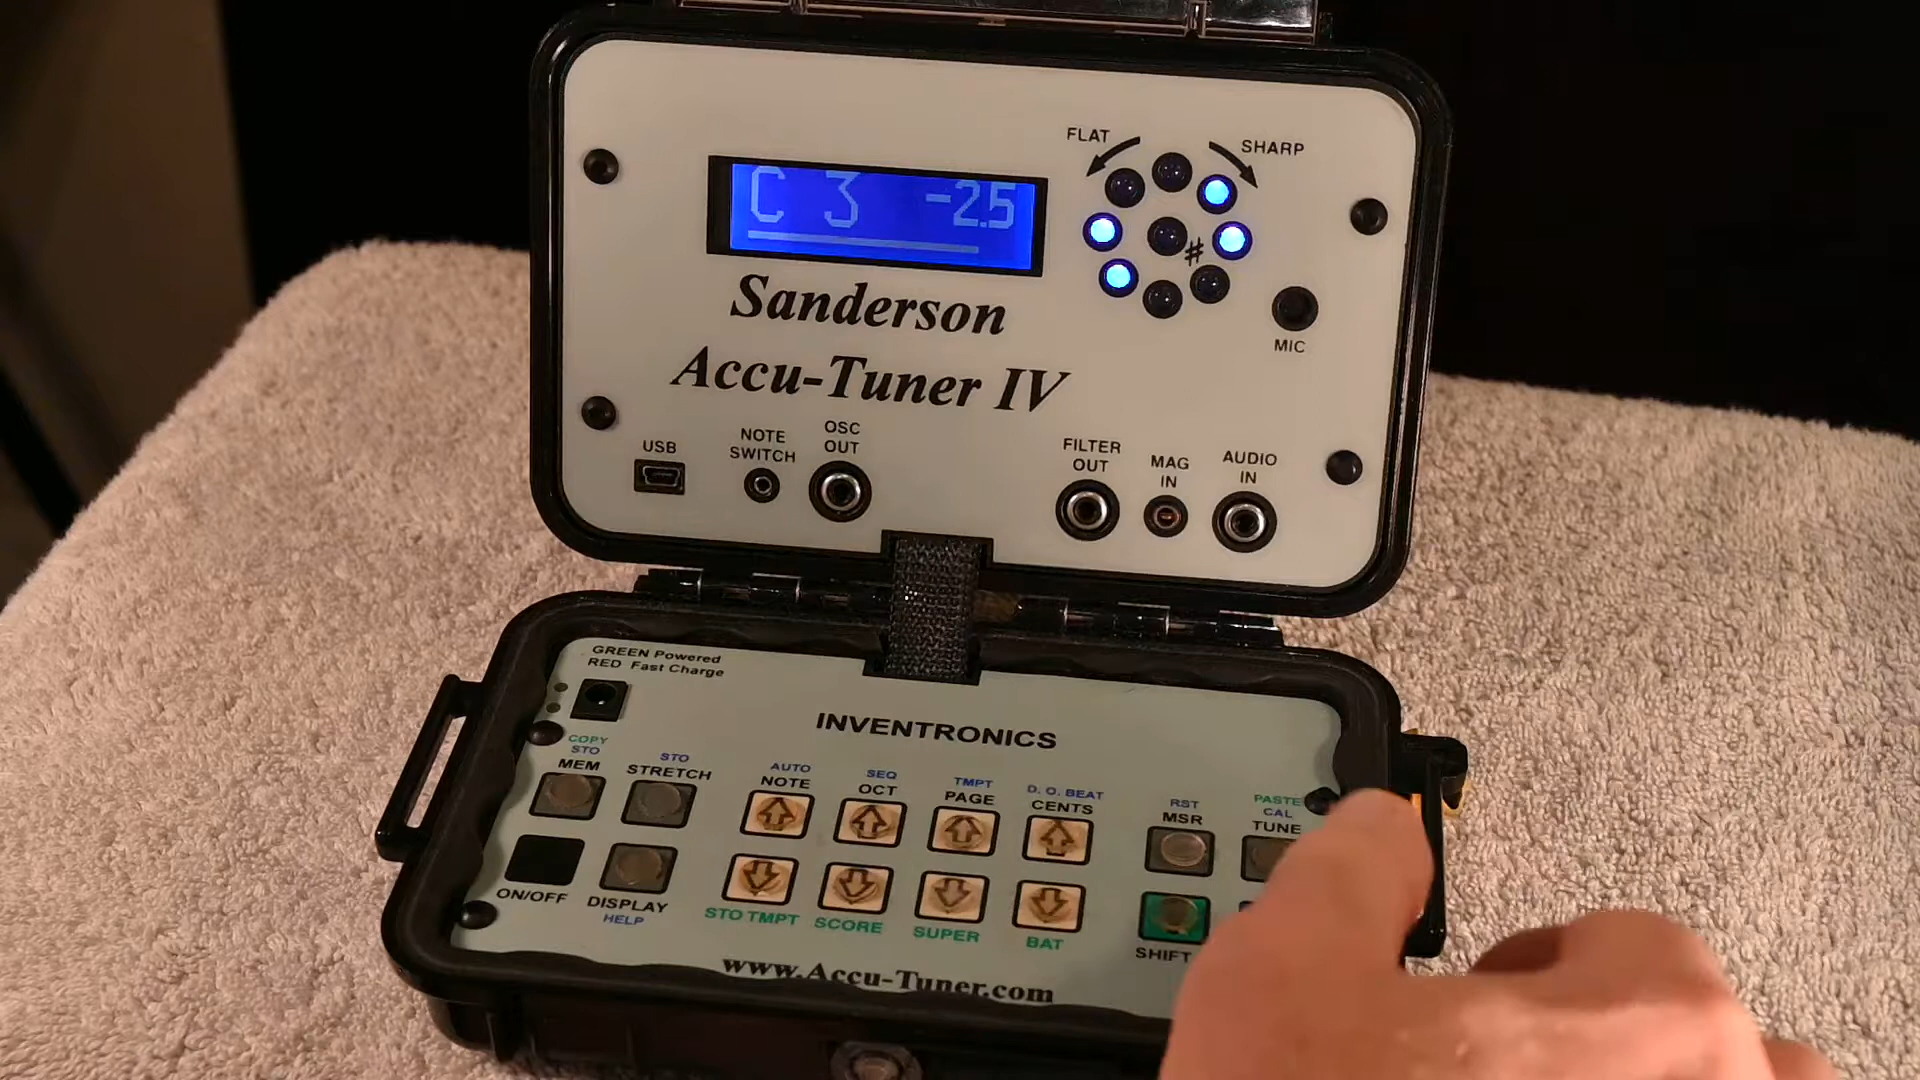 FLAT
SHARP
C 3 -2.5
#
MIC
Sanderson
Accu-Tuner IV
USB
NOTE
SWITCH
OSC
OUT
FILTER
OUT
MAG
IN
AUDIO
IN
GREEN Powered
RED Fast Charge
INVENTRONICS
COPY
STO
MEM
STO
STRETCH
AUTO
NOTE
SEQ
OCT
TMPT
PAGE
D. O. BEAT
CENTS
RST
MSR
PASTE
CAL
TUNE
ON/OFF
DISPLAY
HELP
STO TMPT
SCORE
SUPER
BAT
SHIFT
www.Accu-Tuner.com